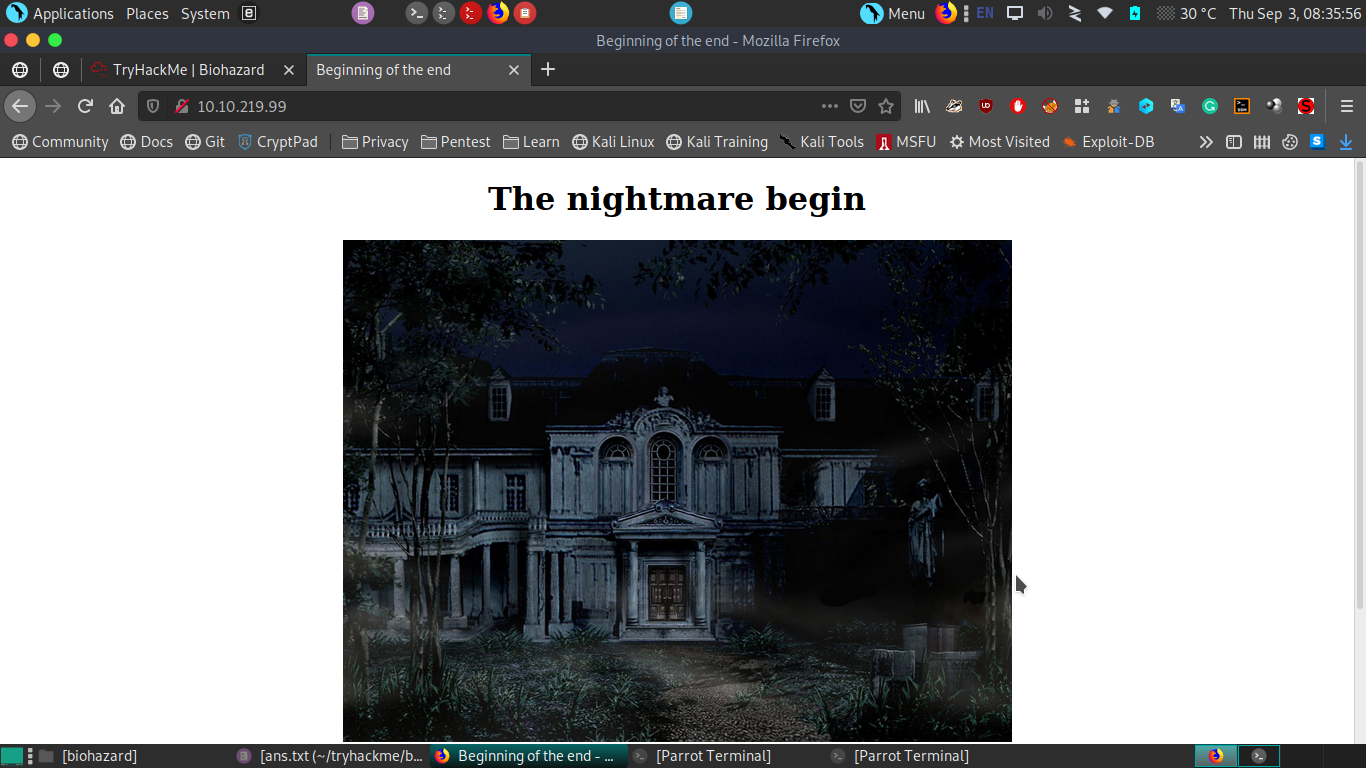 Applications Places System Menu EN 30 °C Thu Sep 3, 08:35:56
Beginning of the end - Mozilla Firefox
TryHackMe | Biohazard Beginning of the end
10.10.219.99
Community Docs Git CryptPad Privacy Pentest Learn Kali Linux Kali Training Kali Tools MSFU Most Visited Exploit-DB
The nightmare begin
[biohazard] [ans.txt (~/tryhackme/b... Beginning of the end - ... [Parrot Terminal] [Parrot Terminal]